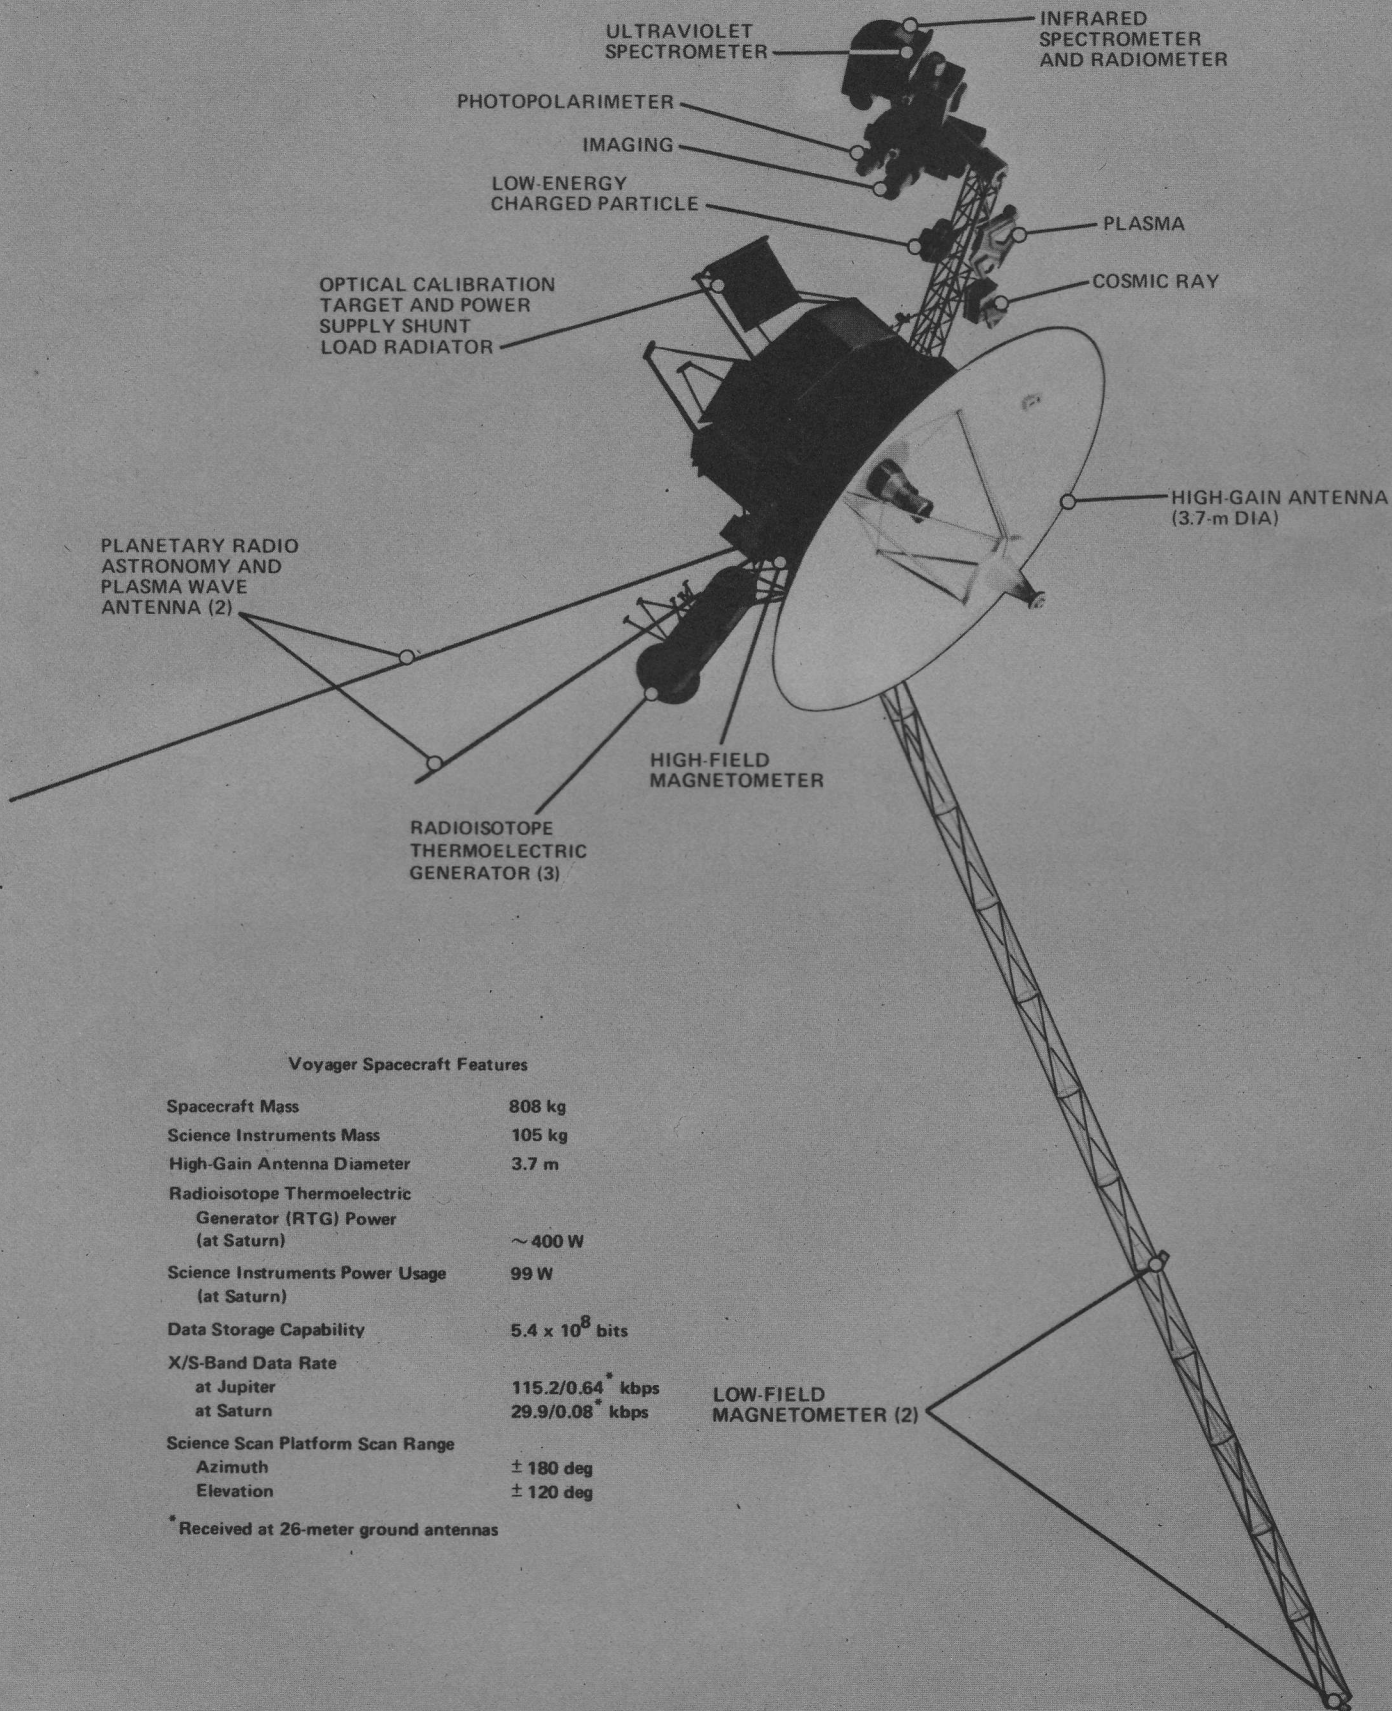 ULTRAVIOLET
SPECTROMETER
INFRARED
SPECTROMETER
AND RADIOMETER
PHOTOPOLARIMETER
IMAGING
LOW-ENERGY
CHARGED PARTICLE
PLASMA
COSMIC RAY
OPTICAL CALIBRATION
TARGET AND POWER
SUPPLY SHUNT
LOAD RADIATOR
HIGH-GAIN ANTENNA
(3.7-m DIA)
PLANETARY RADIO
ASTRONOMY AND
PLASMA WAVE
ANTENNA (2)
HIGH-FIELD
MAGNETOMETER
RADIOISOTOPE
THERMOELECTRIC
GENERATOR (3)
Voyager Spacecraft Features
Spacecraft Mass 808 kg
Science Instruments Mass 105 kg
High-Gain Antenna Diameter 3.7 m
Radioisotope Thermoelectric
Generator (RTG) Power
(at Saturn) ~400 W
Science Instruments Power Usage 99 W
(at Saturn)
Data Storage Capability 5.4 x 10⁸ bits
X/S-Band Data Rate
at Jupiter 115.2/0.64* kbps
at Saturn 29.9/0.08* kbps
Science Scan Platform Scan Range
Azimuth ± 180 deg
Elevation ± 120 deg
*Received at 26-meter ground antennas
LOW-FIELD
MAGNETOMETER (2)